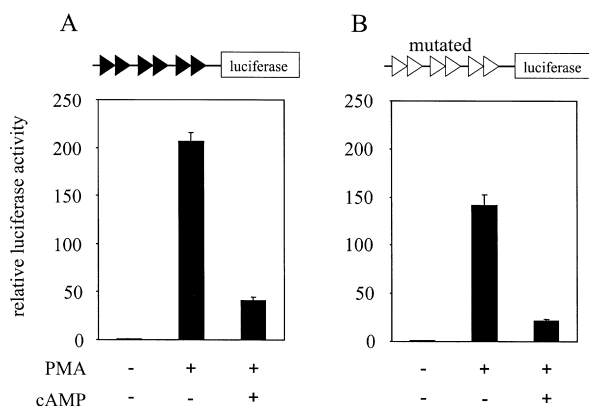 A
luciferase
250
200
150
100
50
0
relative luciferase activity
PMA - + +
cAMP - - +
B
mutated
luciferase
250
200
150
100
50
0
- + +
- - +